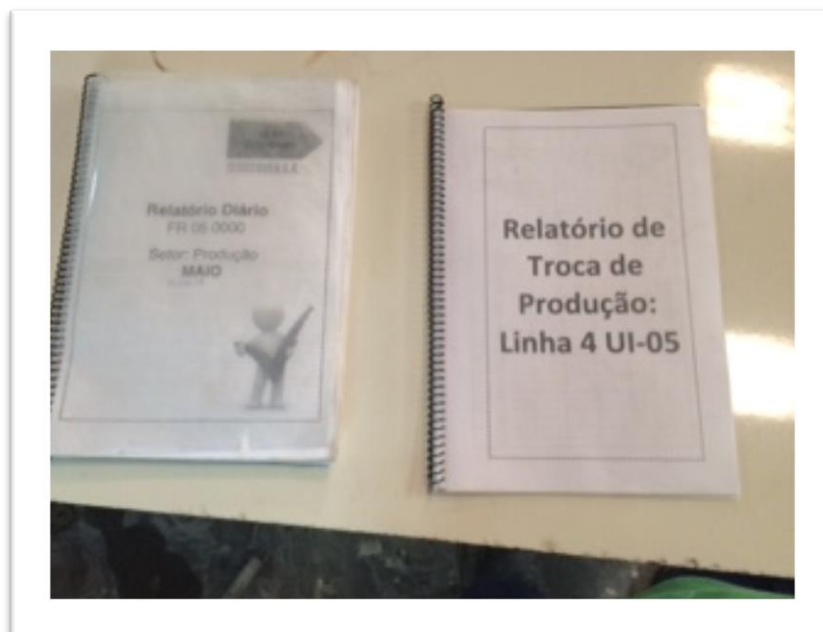 Relatório Diário
FR 05 0000
Setor: Produção
MAIO
Relatório de
Troca de
Produção:
Linha 4 UI-05